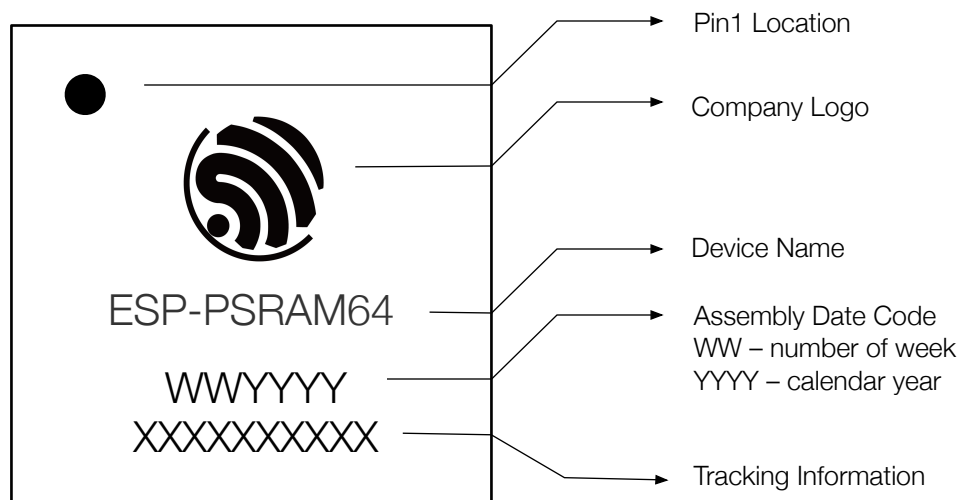 Pin1 Location
Company Logo
ESP-PSRAM64
Device Name
WWYYYY
Assembly Date Code
WW – number of week
YYYY – calendar year
XXXXXXXXXX
Tracking Information